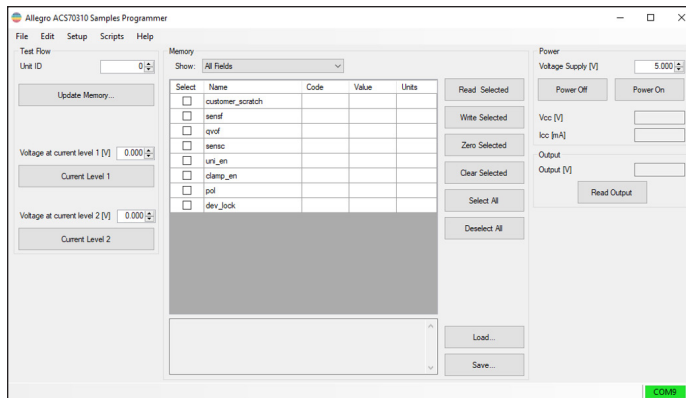 Allegro ACS70310 Samples Programmer
File Edit Setup Scripts Help
Test Flow
Unit ID 0
Update Memory...
Voltage at current level 1 [V] 0.000
Current Level 1
Voltage at current level 2 [V] 0.000
Current Level 2
Memory
Show: All Fields
Select Name Code Value Units
customer_scratch
sensf
qvof
sensc
uni_en
clamp_en
pol
dev_lock
Read Selected
Write Selected
Zero Selected
Clear Selected
Select All
Deselect All
Load...
Save...
Power
Voltage Supply [V] 5.000
Power Off Power On
Vcc [V]
Icc [mA]
Output
Output [V]
Read Output
COM9